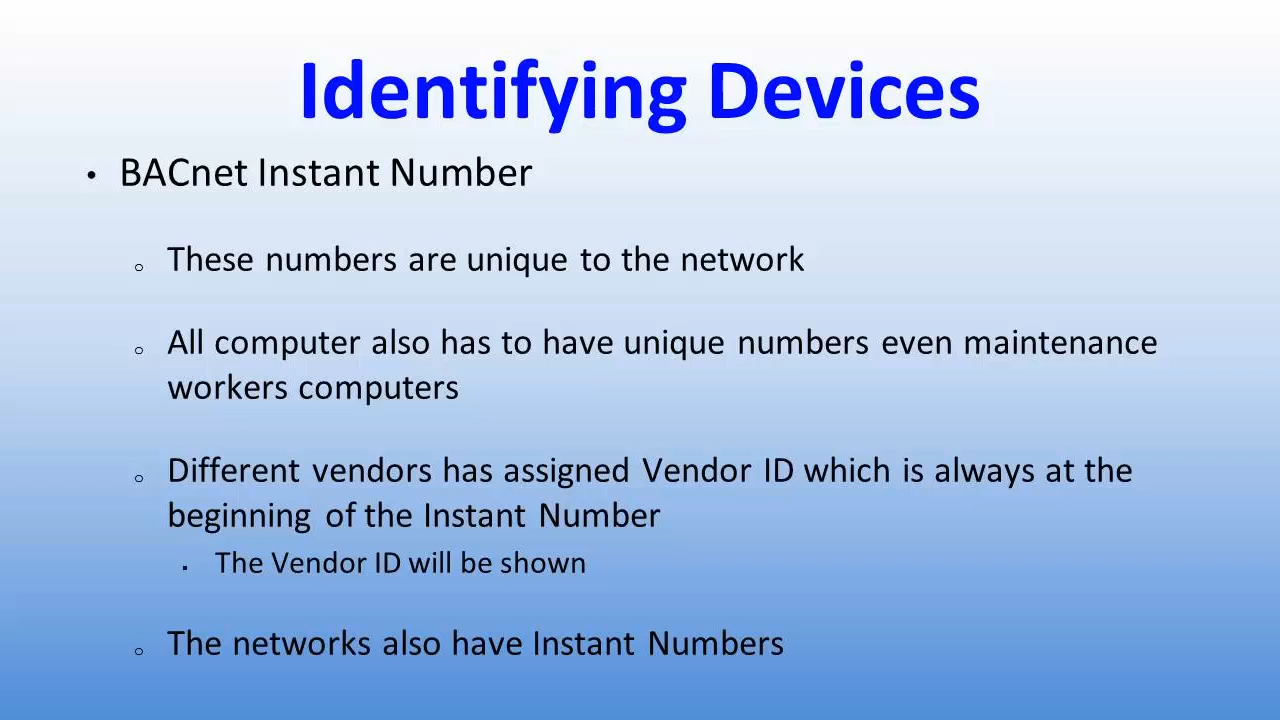 Identifying Devices
• BACnet Instant Number
o These numbers are unique to the network
o All computer also has to have unique numbers even maintenance
workers computers
o Different vendors has assigned Vendor ID which is always at the
beginning of the Instant Number
▪ The Vendor ID will be shown
o The networks also have Instant Numbers